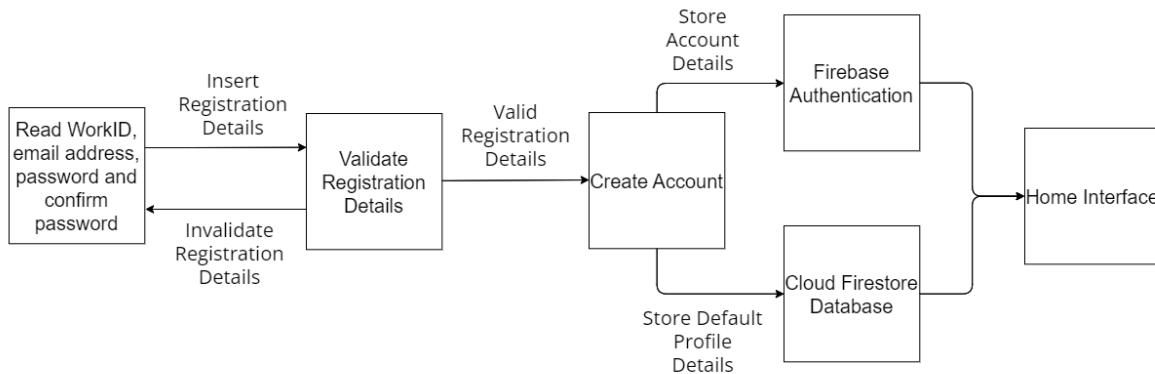 Read WorkID,
email address,
password and
confirm
password
Insert
Registration
Details
Invalidate
Registration
Details
Validate
Registration
Details
Valid
Registration
Details
Create Account
Store
Account
Details
Firebase
Authentication
Store Default
Profile
Details
Cloud Firestore
Database
Home Interface